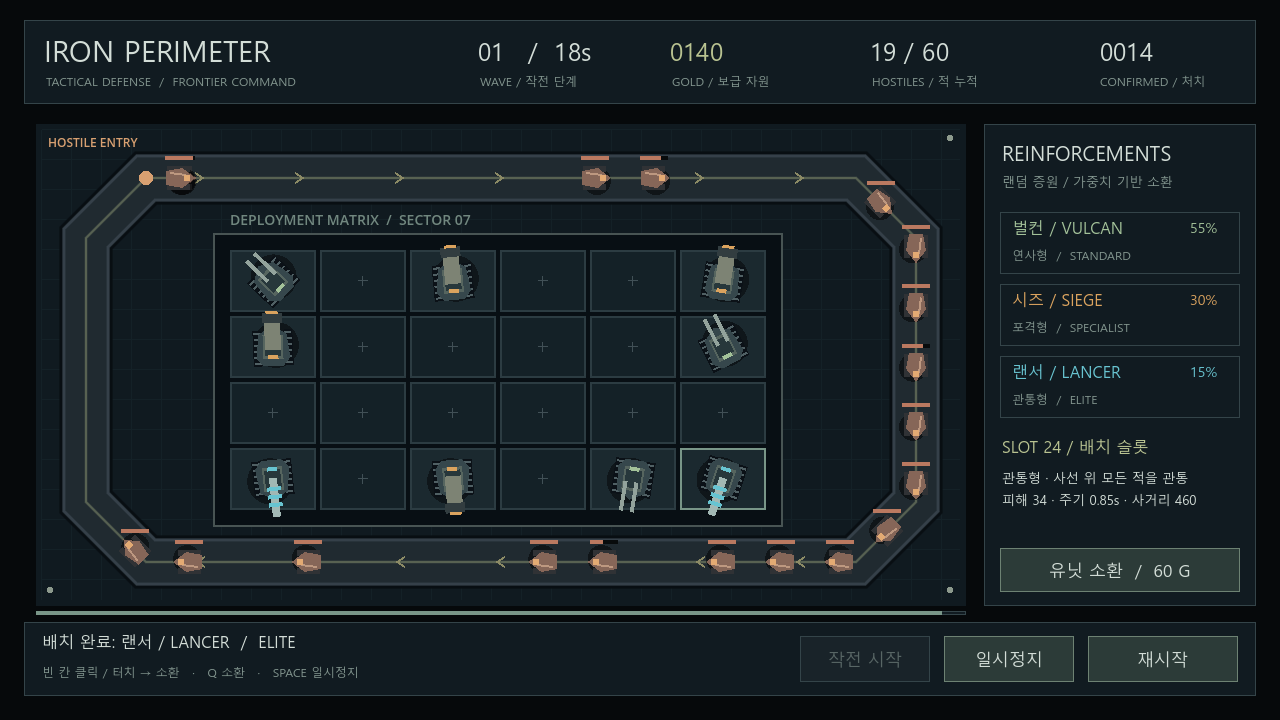 IRON PERIMETER
TACTICAL DEFENSE / FRONTIER COMMAND
01 / 18s
WAVE / 작전 단계
0140
GOLD / 보급 자원
19 / 60
HOSTILES / 적 누적
0014
CONFIRMED / 처치
HOSTILE ENTRY
DEPLOYMENT MATRIX / SECTOR 07
REINFORCEMENTS
랜덤 증원 / 가중치 기반 소환
벌컨 / VULCAN 55%
연사형 / STANDARD
시즈 / SIEGE 30%
포격형 / SPECIALIST
랜서 / LANCER 15%
관통형 / ELITE
SLOT 24 / 배치 슬롯
관통형 · 사선 위 모든 적을 관통
피해 34 · 주기 0.85s · 사거리 460
유닛 소환 / 60 G
배치 완료: 랜서 / LANCER / ELITE
빈 칸 클릭 / 터치 → 소환 · Q 소환 · SPACE 일시정지
작전 시작
일시정지
재시작